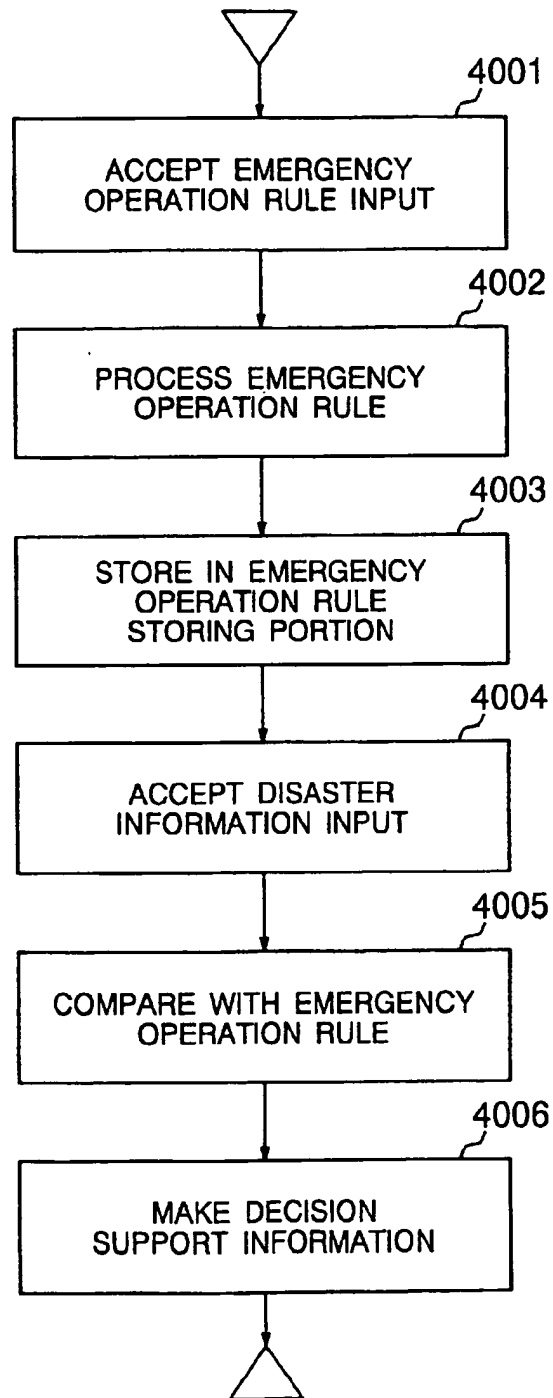 4001
ACCEPT EMERGENCY
OPERATION RULE INPUT
4002
PROCESS EMERGENCY
OPERATION RULE
4003
STORE IN EMERGENCY
OPERATION RULE
STORING PORTION
4004
ACCEPT DISASTER
INFORMATION INPUT
4005
COMPARE WITH EMERGENCY
OPERATION RULE
4006
MAKE DECISION
SUPPORT INFORMATION